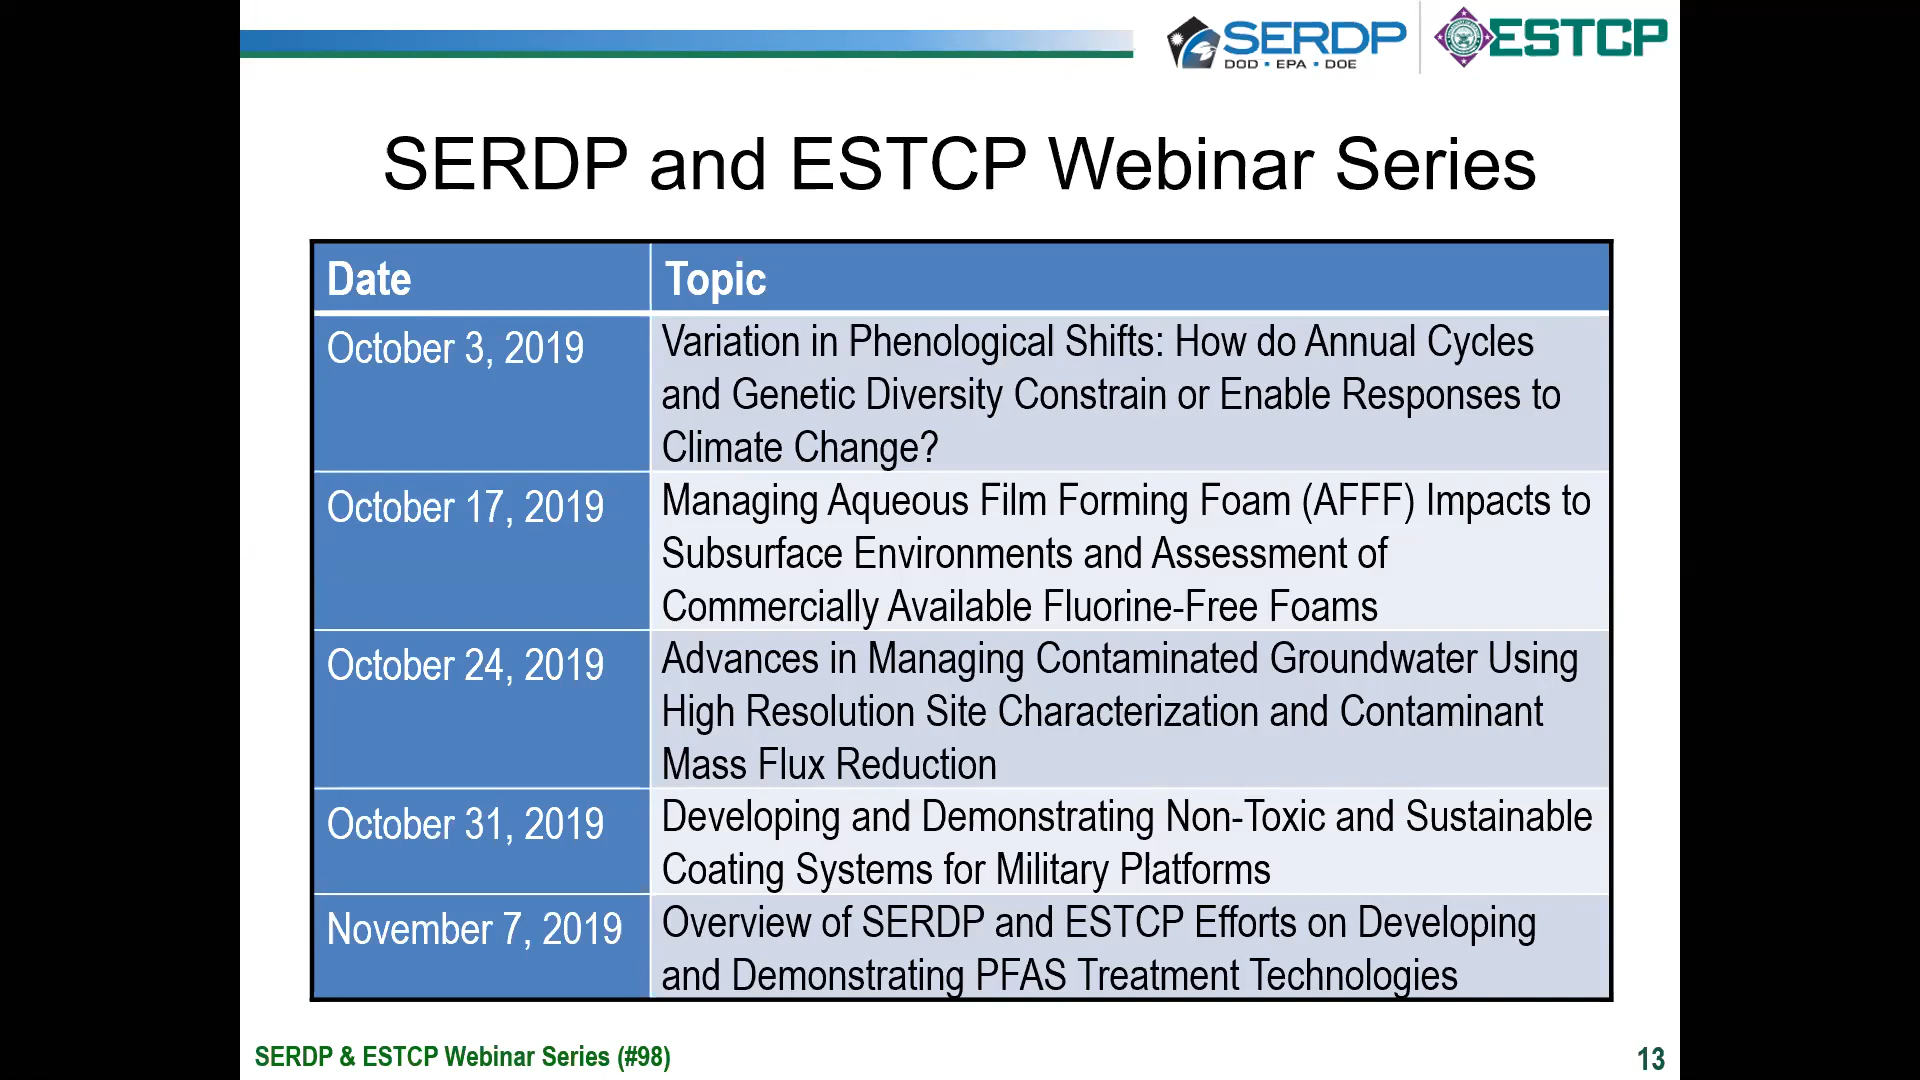 SERDP
DOD • EPA • DOE
ESTCP
SERDP and ESTCP Webinar Series
Date
Topic
October 3, 2019
Variation in Phenological Shifts: How do Annual Cycles
and Genetic Diversity Constrain or Enable Responses to
Climate Change?
October 17, 2019
Managing Aqueous Film Forming Foam (AFFF) Impacts to
Subsurface Environments and Assessment of
Commercially Available Fluorine-Free Foams
October 24, 2019
Advances in Managing Contaminated Groundwater Using
High Resolution Site Characterization and Contaminant
Mass Flux Reduction
October 31, 2019
Developing and Demonstrating Non-Toxic and Sustainable
Coating Systems for Military Platforms
November 7, 2019
Overview of SERDP and ESTCP Efforts on Developing
and Demonstrating PFAS Treatment Technologies
SERDP & ESTCP Webinar Series (#98)
13